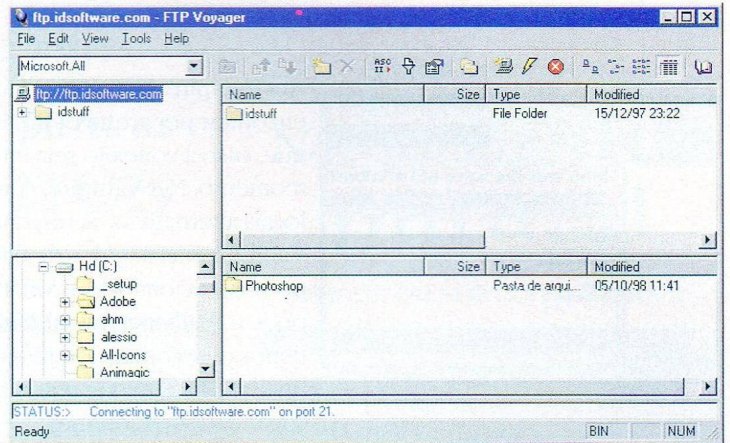 ftp.idsoftware.com - FTP Voyager
File Edit View Tools Help
Microsoft.All
ftp://ftp.idsoftware.com
idstuff
Name Size Type Modified
idstuff File Folder 15/12/97 23:22
Hd (C:)
_setup
Adobe
ahm
alessio
All-Icons
Animagic
Name Size Type Modified
Photoshop Pasta de arqui... 05/10/98 11:41
STATUS:> Connecting to "ftp.idsoftware.com" on port 21.
Ready BIN NUM